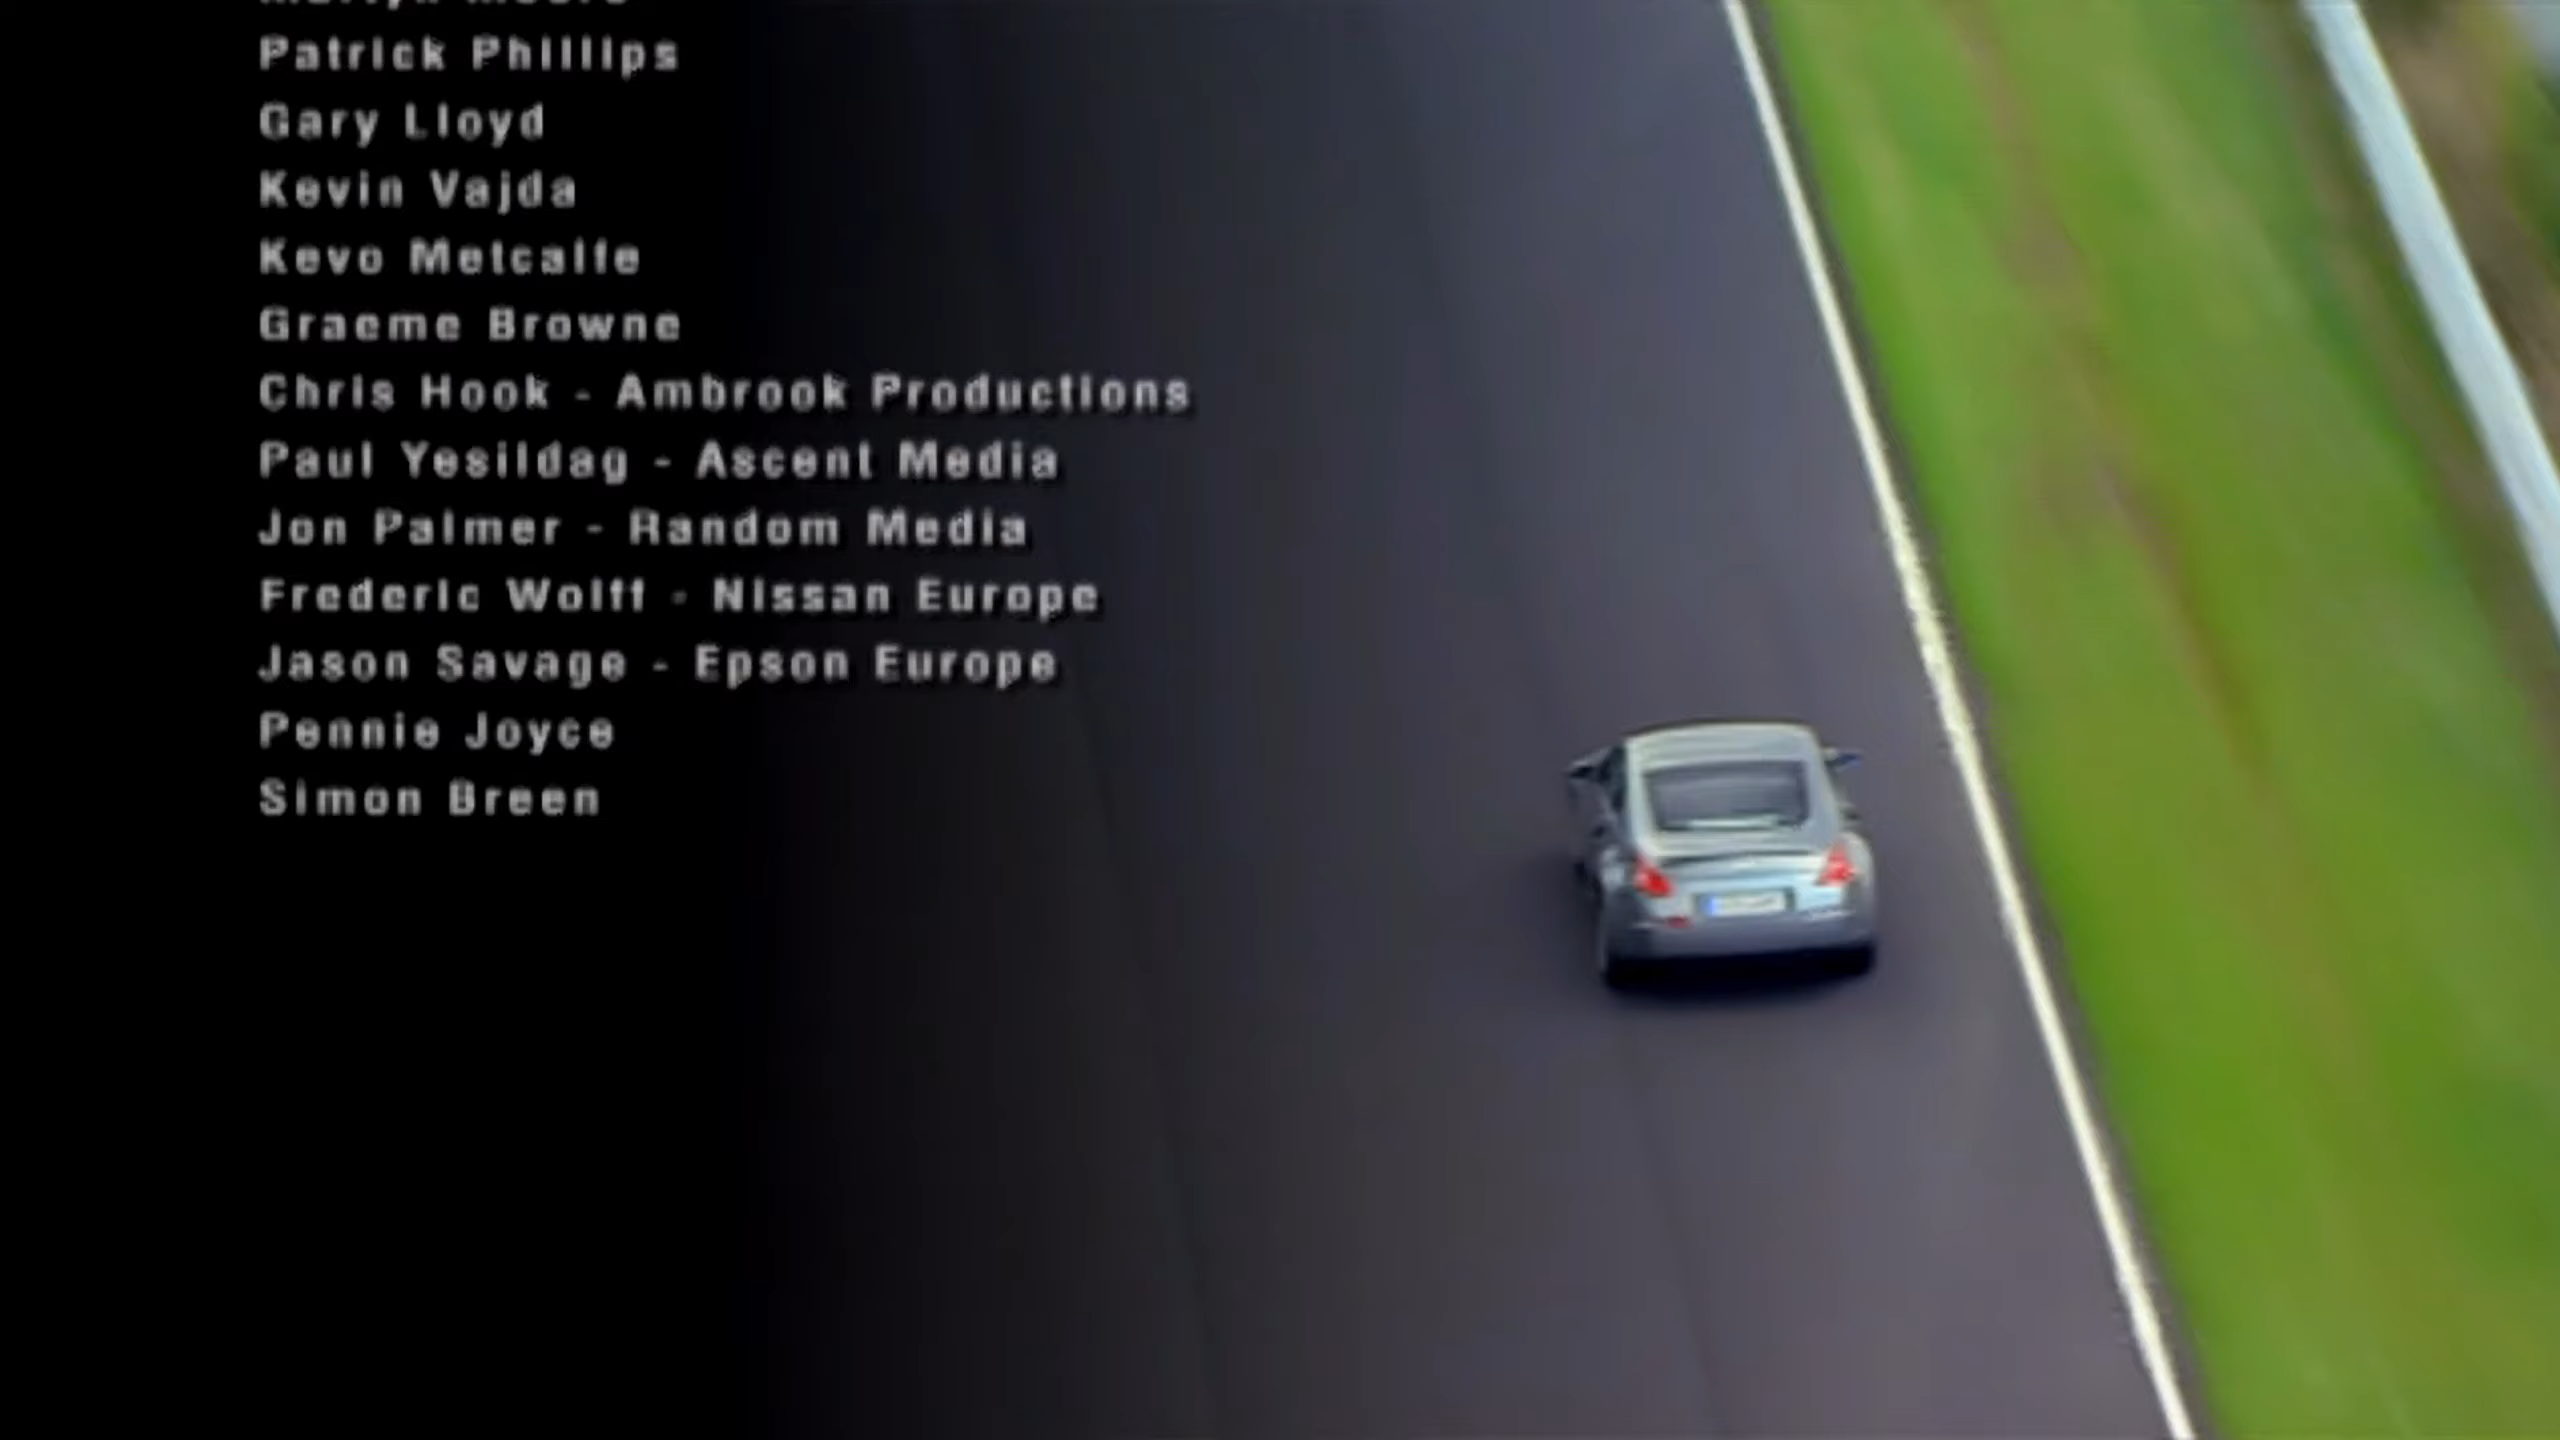 Patrick Phillips
Gary Lloyd
Kevin Vajda
Kevo Metcalfe
Graeme Browne
Chris Hook - Ambrook Productions
Paul Yesildag - Ascent Media
Jon Palmer - Random Media
Frederic Wolff - Nissan Europe
Jason Savage - Epson Europe
Pennie Joyce
Simon Breen